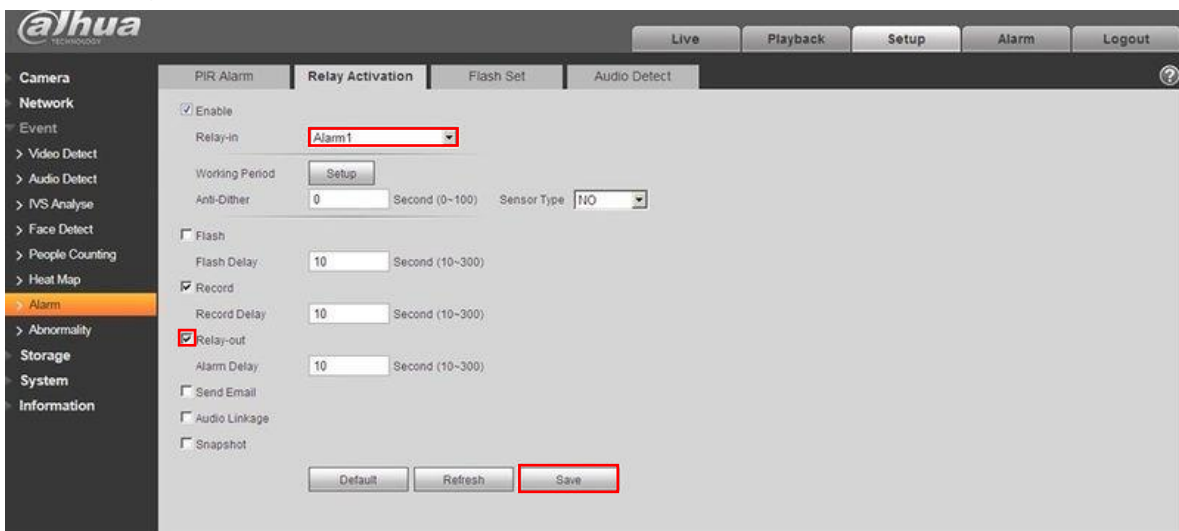 alhua
TECHNOLOGY
Live Playback Setup Alarm Logout
Camera
Network
Event
> Video Detect
> Audio Detect
> IVS Analyse
> Face Detect
> People Counting
> Heat Map
> Alarm
> Abnormality
Storage
System
Information
PIR Alarm Relay Activation Flash Set Audio Detect ?
Enable
Relay-in Alarm1
Working Period Setup
Anti-Dither 0 Second (0~100) Sensor Type NO
Flash
Flash Delay 10 Second (10~300)
Record
Record Delay 10 Second (10~300)
Relay-out
Alarm Delay 10 Second (10~300)
Send Email
Audio Linkage
Snapshot
Default Refresh Save